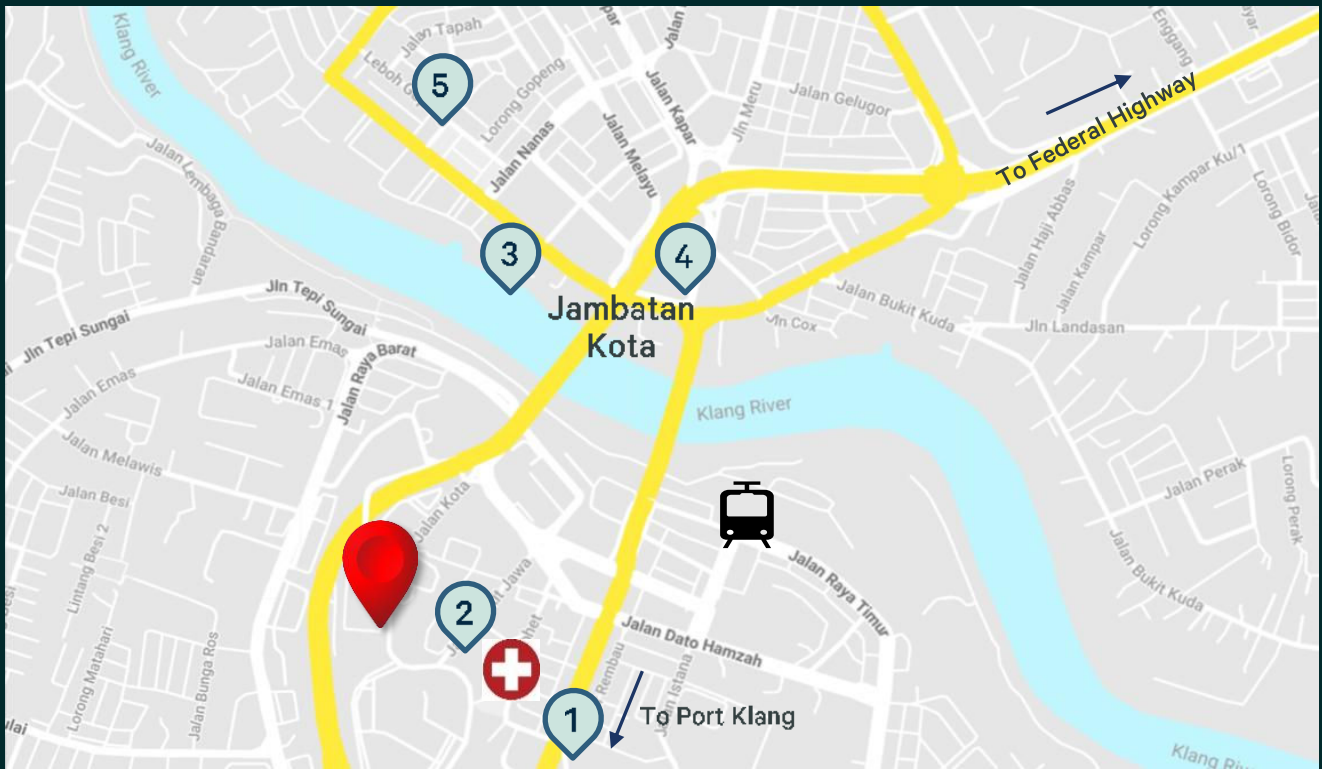 Klang River
Jalan Tapah
Leboh
Lorong Gopeng
Jalan Nanas
Jalan Melayu
Jalan Kapar
Jalan
Jln Meru
Jalan Gelugor
Enggang
To Federal Highway
Lorong Kampar Ku/1
Lorong Bidor
Jalan Haji Abbas
Jalan Kampar
5
3
4
Jalan Lembaga Bandaran
Jambatan
Kota
Jln Cox
Jalan Bukit Kuda
Jln Landasan
Jln Tepi Sungai
Jln Tepi Sungai
Jalan Emas
Jalan Raya Barat
Jalan Emas
Jalan Emas 1
Klang River
Jalan Melawis
Jalan Besi
Lintang Besi 2
Jalan Kota
Jalan Perak
Lorong Perak
Jalan Bukit Kuda
Jalan Raya Timur
2
Jawa
Jalan Dato Hamzah
Rembau
Jalan Istana
Lorong Matahari
Jalan Bunga Ros
1
To Port Klang
Klang